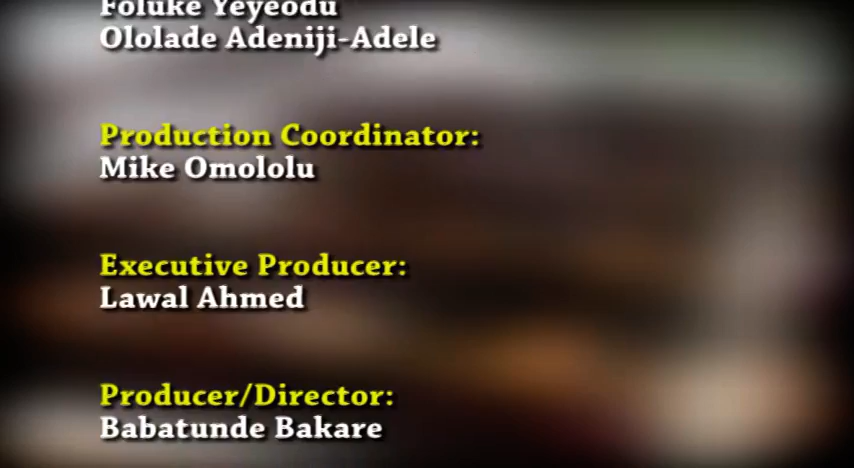 Foluke Yeyeodu
Ololade Adeniji-Adele
Production Coordinator:
Mike Omololu
Executive Producer:
Lawal Ahmed
Producer/Director:
Babatunde Bakare